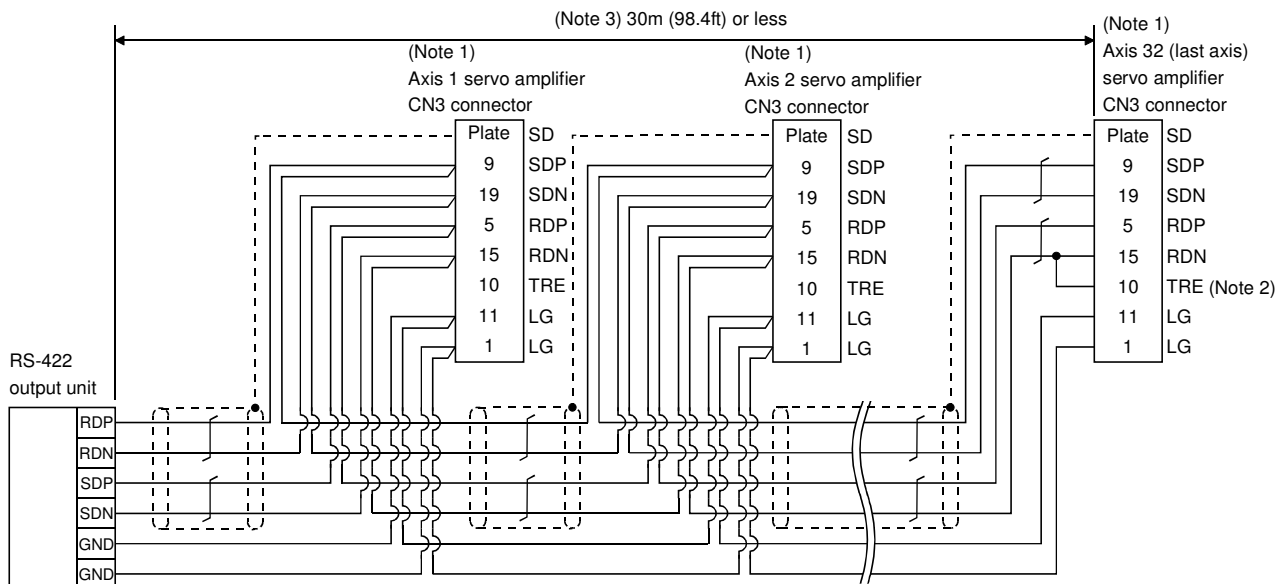 (Note 3) 30m (98.4ft) or less
(Note 1)
Axis 1 servo amplifier
CN3 connector
Plate SD
9 SDP
19 SDN
5 RDP
15 RDN
10 TRE
11 LG
1 LG
(Note 1)
Axis 2 servo amplifier
CN3 connector
Plate SD
9 SDP
19 SDN
5 RDP
15 RDN
10 TRE
11 LG
1 LG
(Note 1)
Axis 32 (last axis)
servo amplifier
CN3 connector
Plate SD
9 SDP
19 SDN
5 RDP
15 RDN
10 TRE (Note 2)
11 LG
1 LG
RS-422
output unit
RDP
RDN
SDP
SDN
GND
GND